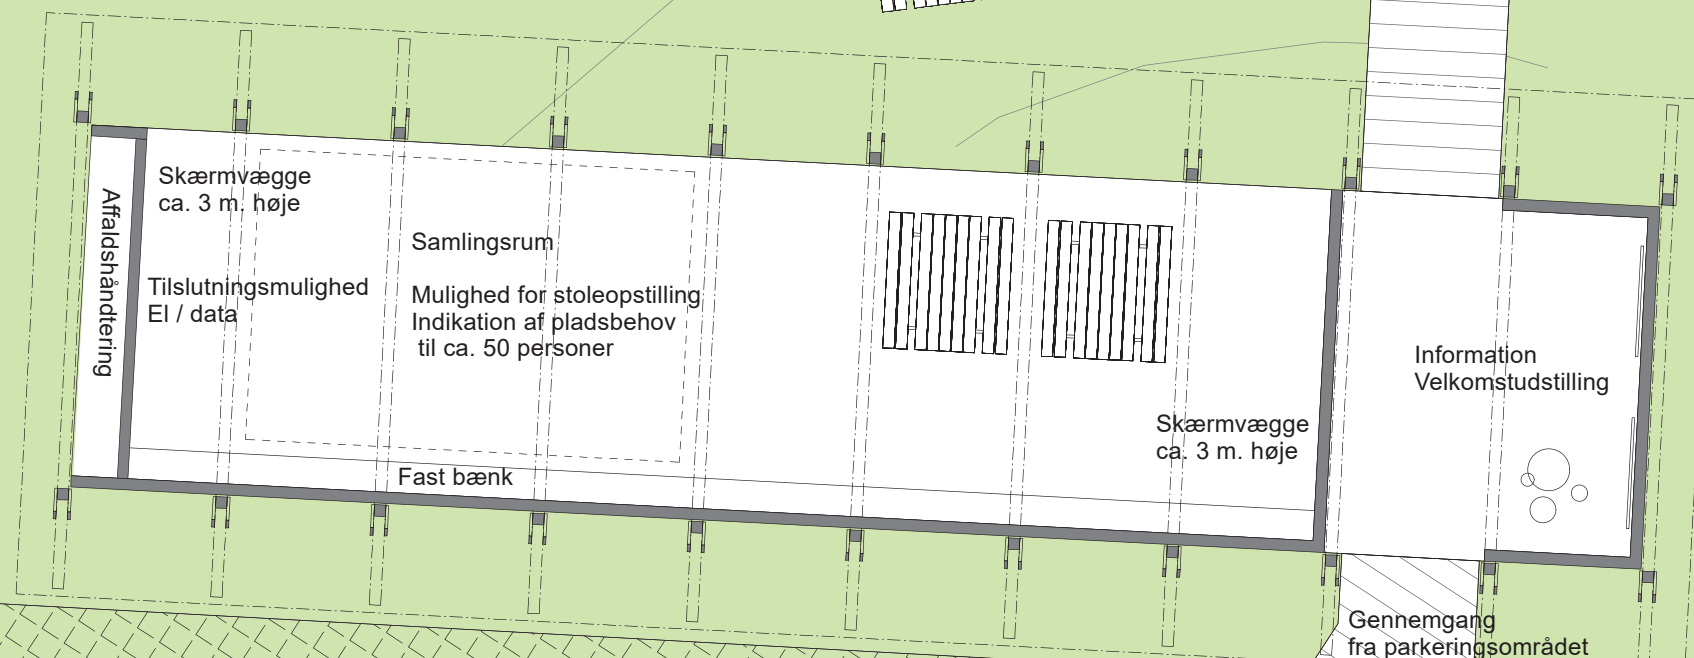 Skærmvægge
ca. 3 m. høje
Affaldshåndtering
Tilslutningsmulighed
El / data
Samlingsrum
Mulighed for stoleopstilling
Indikation af pladsbehov
til ca. 50 personer
Fast bænk
Skærmvægge
ca. 3 m. høje
Information
Velkomstudstilling
Gennemgang
fra parkeringsområdet